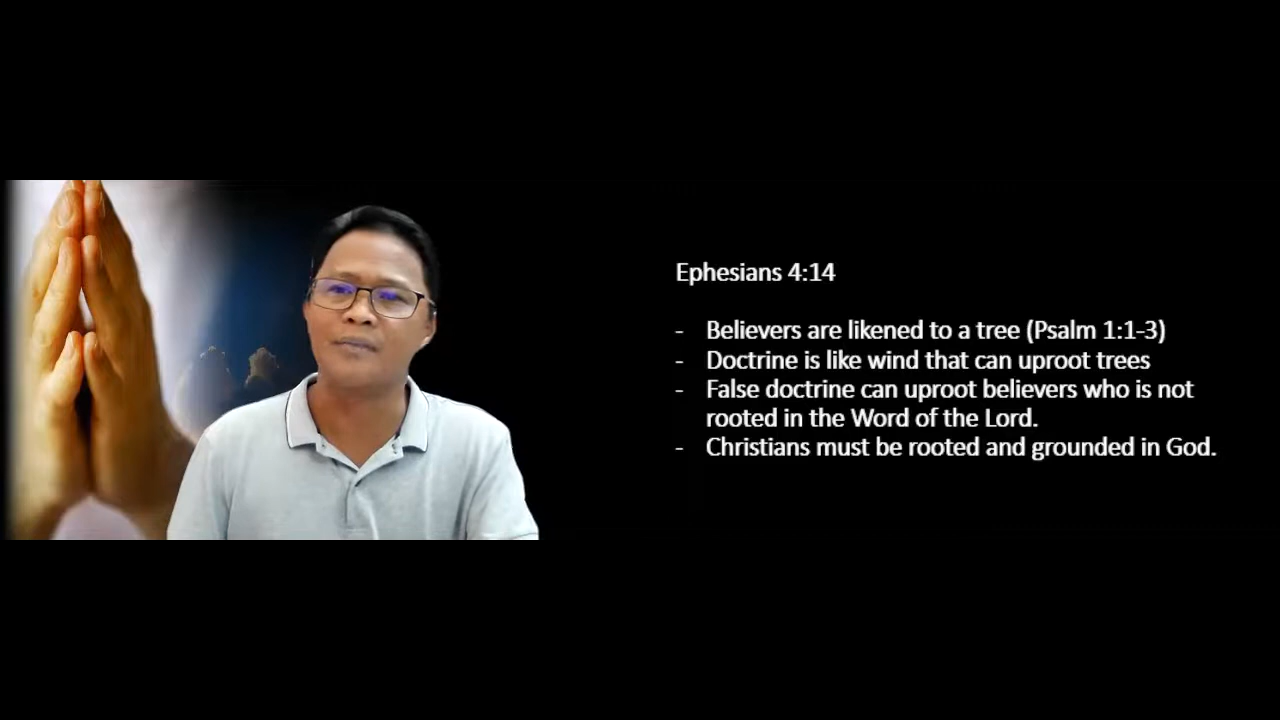 Ephesians 4:14
- Believers are likened to a tree (Psalm 1:1-3)
- Doctrine is like wind that can uproot trees
- False doctrine can uproot believers who is not
rooted in the Word of the Lord.
- Christians must be rooted and grounded in God.